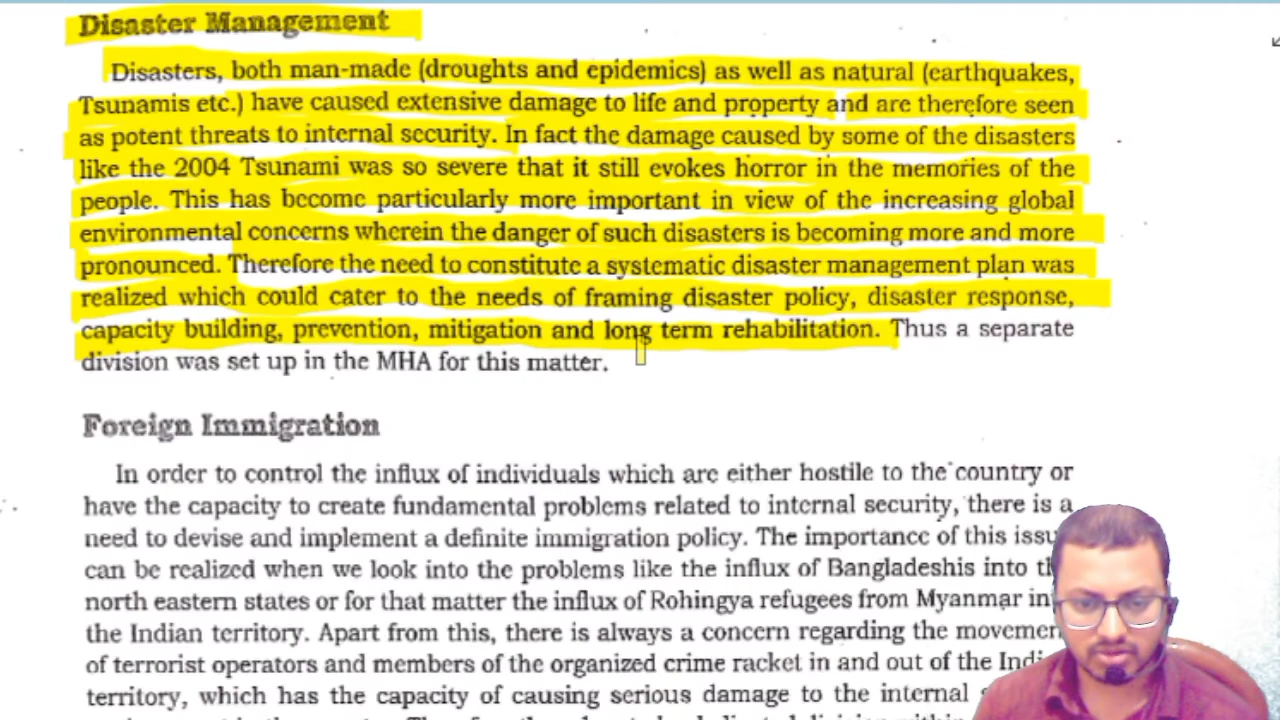 Disaster Management
Disasters, both man-made (droughts and epidemics) as well as natural (earthquakes,
Tsunamis etc.) have caused extensive damage to life and property and are therefore seen
as potent threats to internal security. In fact the damage caused by some of the disasters
like the 2004 Tsunami was so severe that it still evokes horror in the memories of the
people. This has become particularly more important in view of the increasing global
environmental concerns wherein the danger of such disasters is becoming more and more
pronounced. Therefore the need to constitute a systematic disaster management plan was
realized which could cater to the needs of framing disaster policy, disaster response,
capacity building, prevention, mitigation and long term rehabilitation. Thus a separate
division was set up in the MHA for this matter.
Foreign Immigration
In order to control the influx of individuals which are either hostile to the country or
have the capacity to create fundamental problems related to internal security, there is a
need to devise and implement a definite immigration policy. The importance of this
can be realized when we look into the problems like the influx of Bangladeshis into
north eastern states or for that matter the influx of Rohingya refugees from Myanmar
the Indian territory. Apart from this, there is always a concern regarding the
of terrorist operators and members of the organized crime racket in and out of the
territory, which has the capacity of causing serious damage to the internal